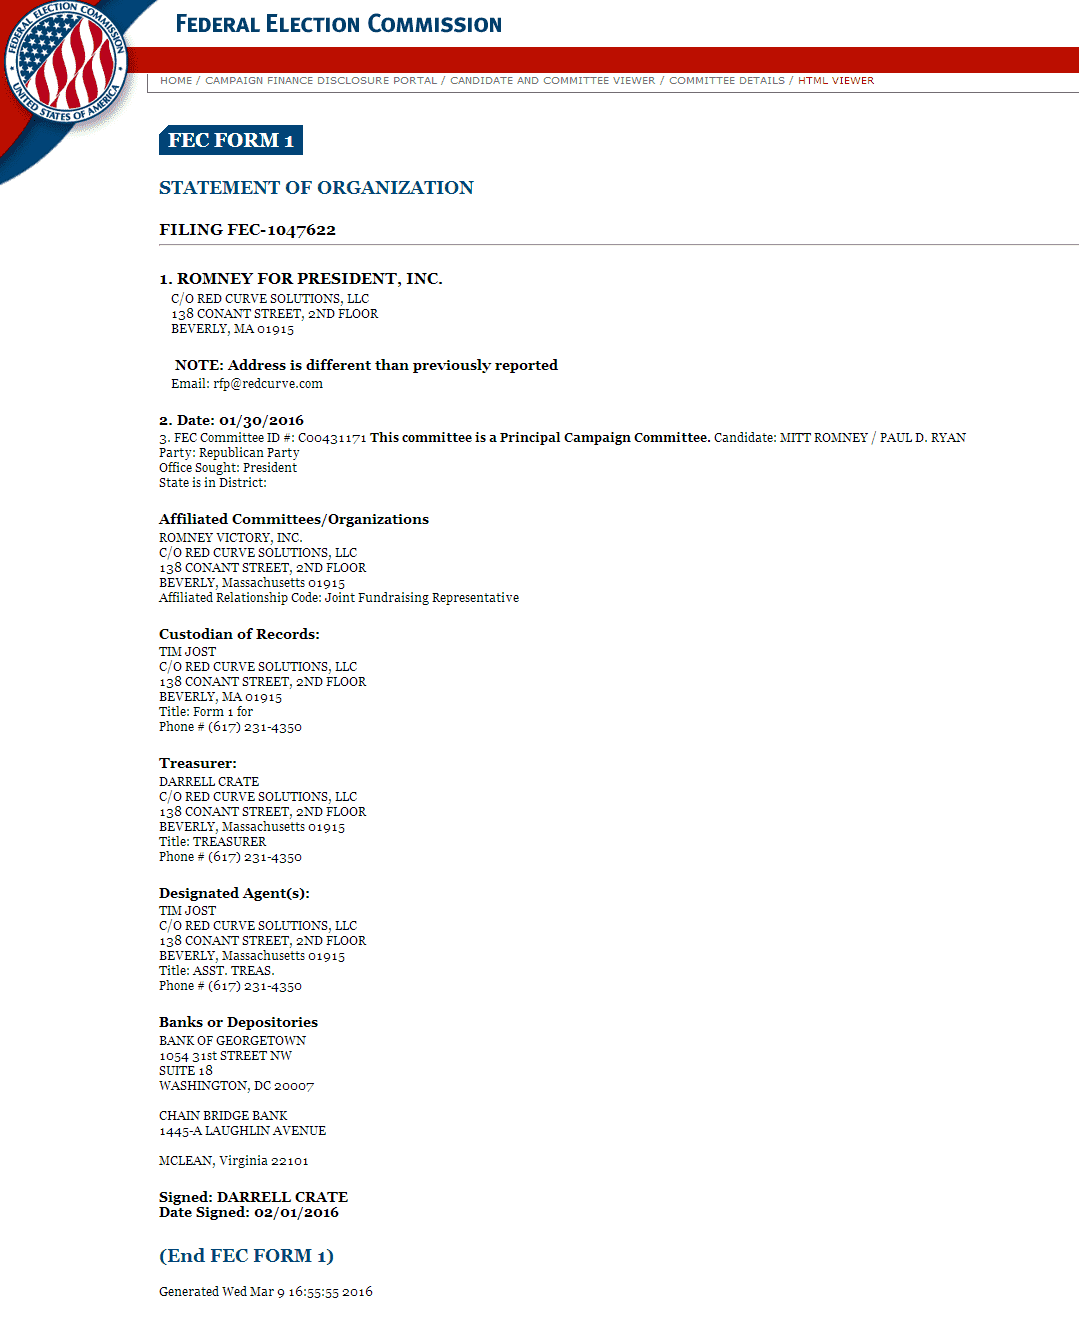 FEDERAL ELECTION COMMISSION
UNITED STATES OF AMERICA
FEDERAL ELECTION COMMISSION
HOME / CAMPAIGN FINANCE DISCLOSURE PORTAL / CANDIDATE AND COMMITTEE VIEWER / COMMITTEE DETAILS / HTML VIEWER
FEC FORM 1
STATEMENT OF ORGANIZATION
FILING FEC-1047622
1. ROMNEY FOR PRESIDENT, INC.
C/O RED CURVE SOLUTIONS, LLC
138 CONANT STREET, 2ND FLOOR
BEVERLY, MA 01915
NOTE: Address is different than previously reported
Email: rfp@redcurve.com
2. Date: 01/30/2016
3. FEC Committee ID #: C00431171 This committee is a Principal Campaign Committee. Candidate: MITT ROMNEY / PAUL D. RYAN
Party: Republican Party
Office Sought: President
State is in District:
Affiliated Committees/Organizations
ROMNEY VICTORY, INC.
C/O RED CURVE SOLUTIONS, LLC
138 CONANT STREET, 2ND FLOOR
BEVERLY, Massachusetts 01915
Affiliated Relationship Code: Joint Fundraising Representative
Custodian of Records:
TIM JOST
C/O RED CURVE SOLUTIONS, LLC
138 CONANT STREET, 2ND FLOOR
BEVERLY, MA 01915
Title: Form 1 for
Phone # (617) 231-4350
Treasurer:
DARRELL CRATE
C/O RED CURVE SOLUTIONS, LLC
138 CONANT STREET, 2ND FLOOR
BEVERLY, Massachusetts 01915
Title: TREASURER
Phone # (617) 231-4350
Designated Agent(s):
TIM JOST
C/O RED CURVE SOLUTIONS, LLC
138 CONANT STREET, 2ND FLOOR
BEVERLY, Massachusetts 01915
Title: ASST. TREAS.
Phone # (617) 231-4350
Banks or Depositories
BANK OF GEORGETOWN
1054 31st STREET NW
SUITE 18
WASHINGTON, DC 20007
CHAIN BRIDGE BANK
1445-A LAUGHLIN AVENUE
MCLEAN, Virginia 22101
Signed: DARRELL CRATE
Date Signed: 02/01/2016
(End FEC FORM 1)
Generated Wed Mar 9 16:55:55 2016